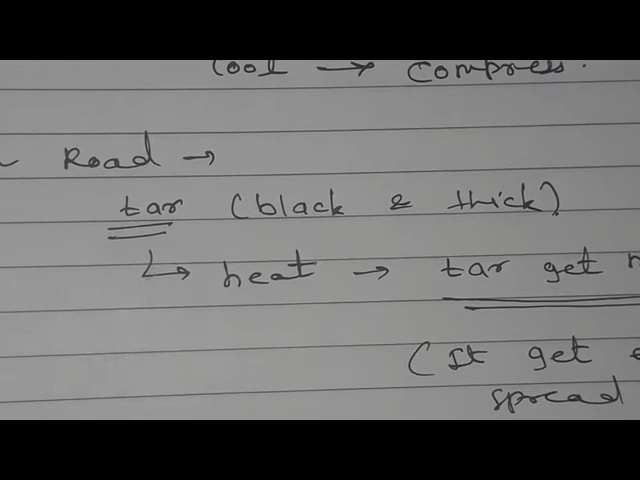 Cool → Compress.
Road →
tar (black & thick)
↳ heat → tar get
(It get
spread